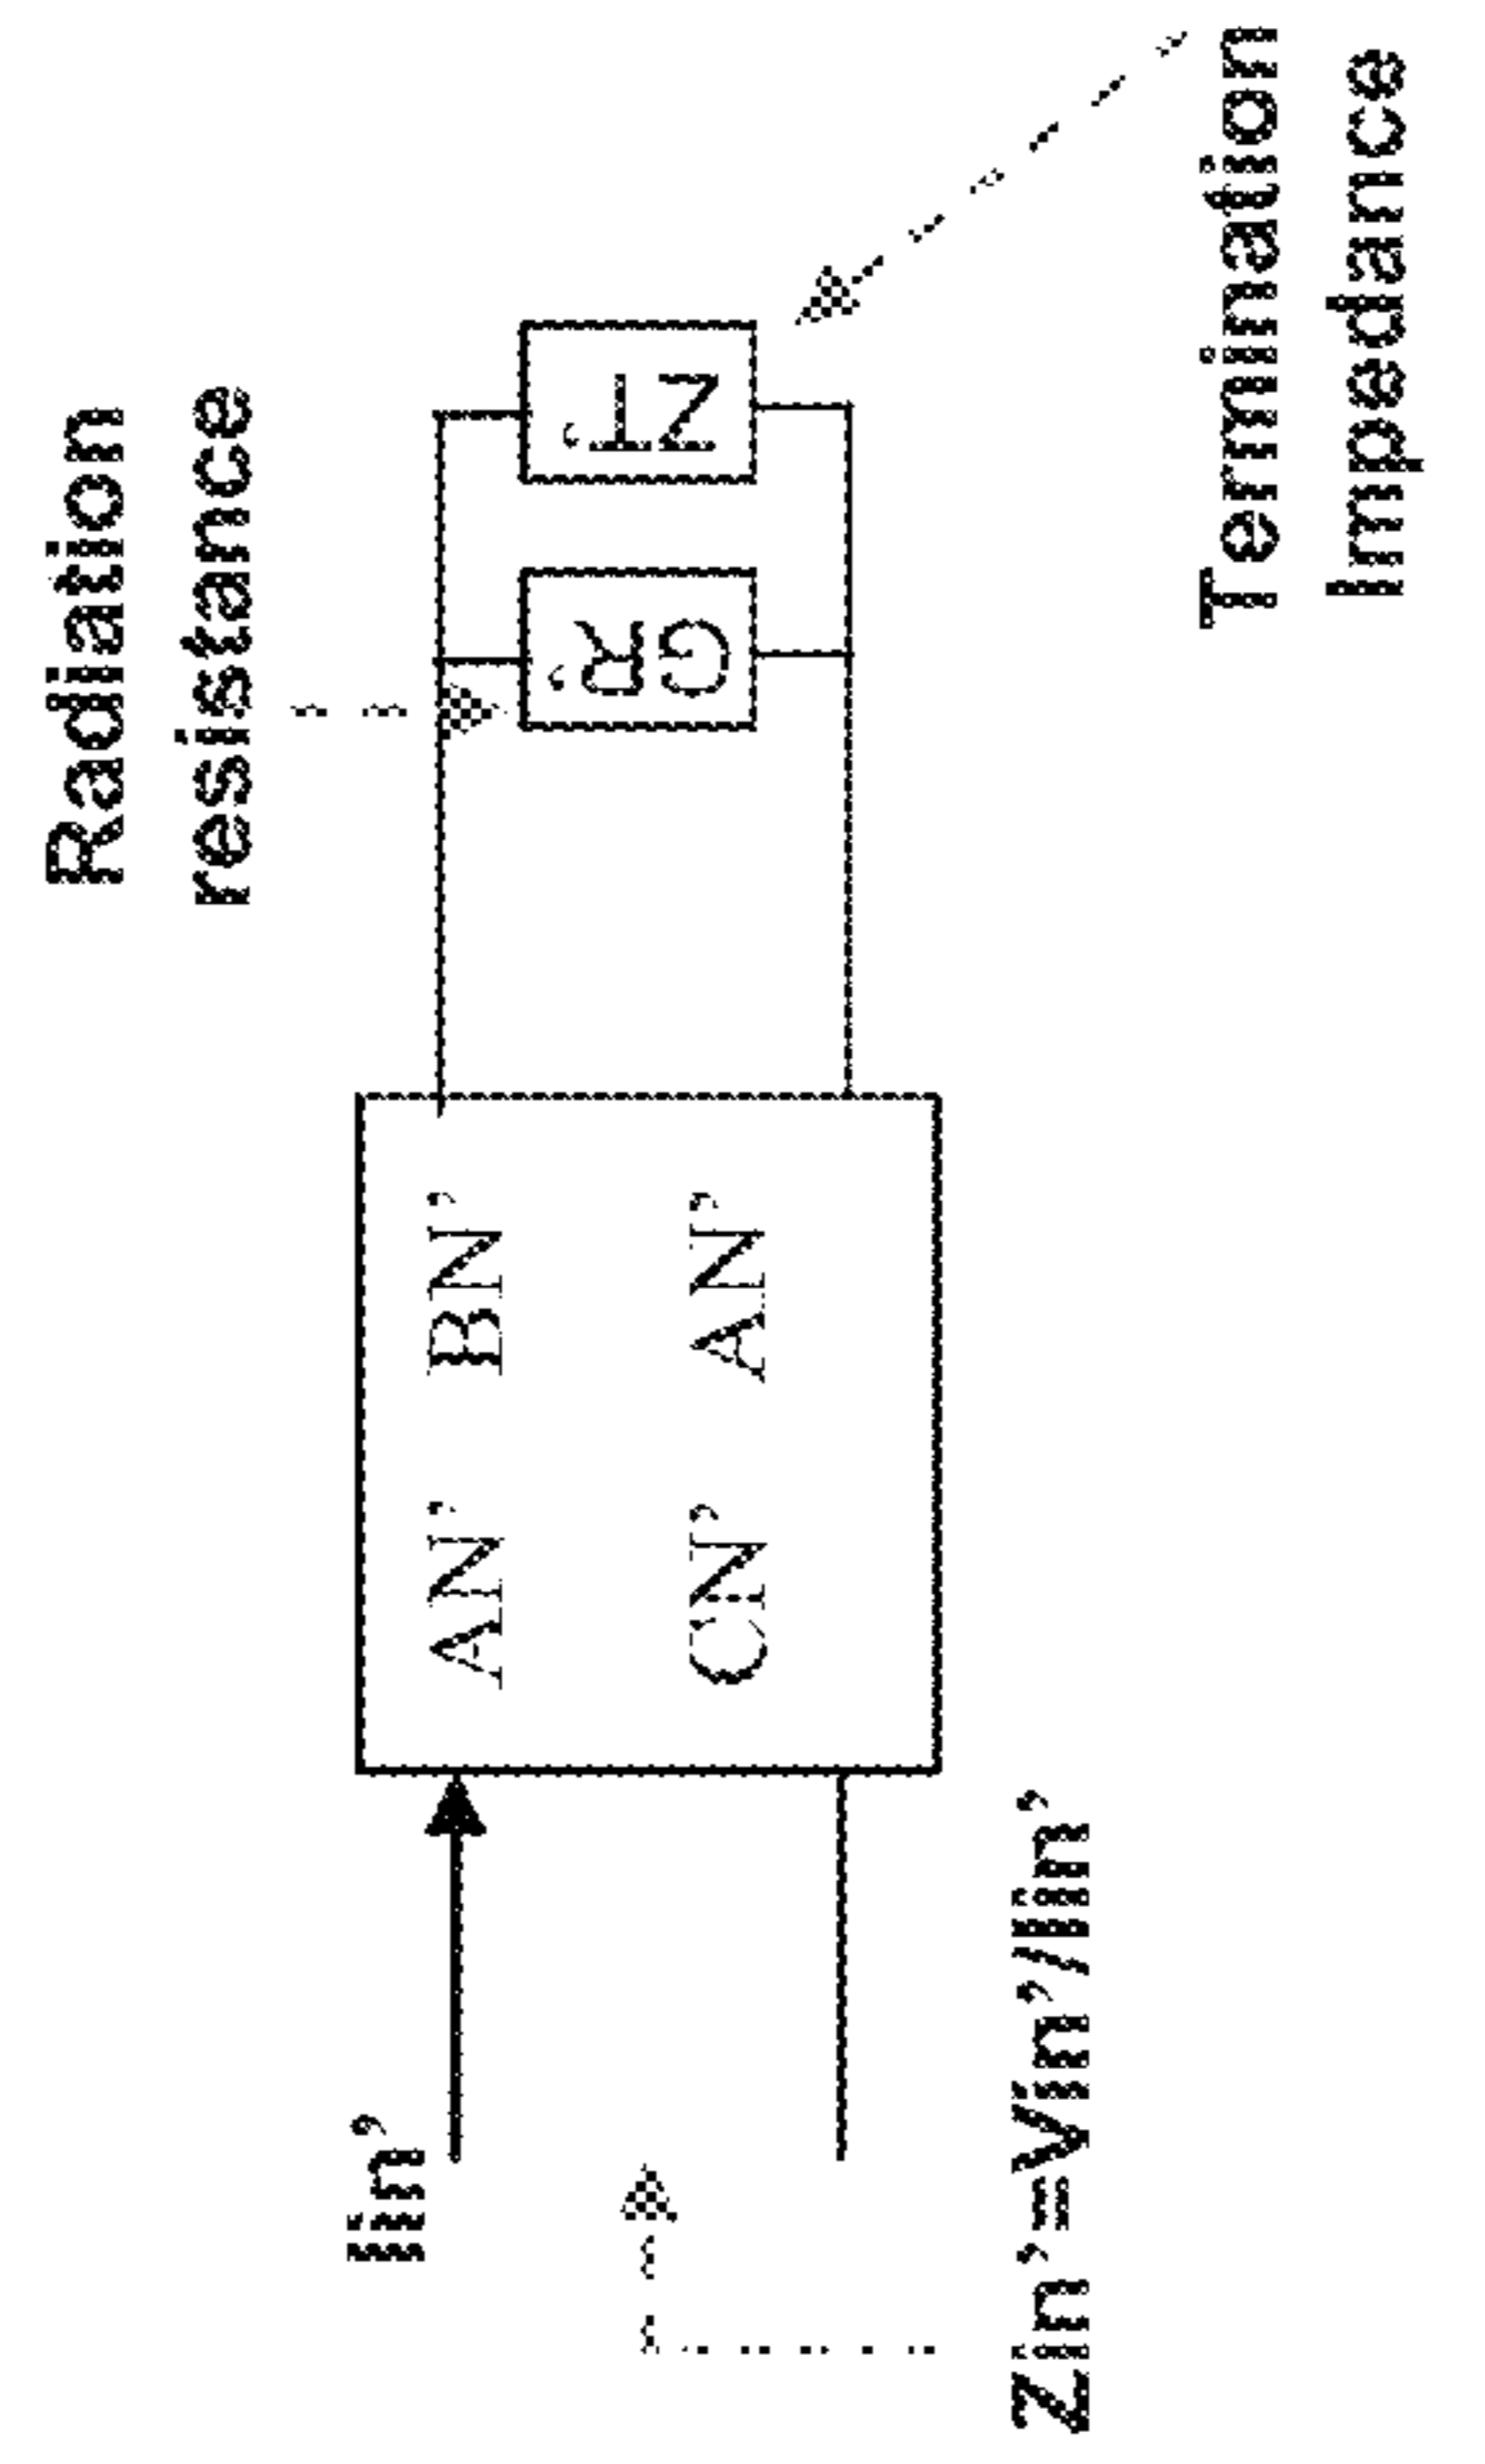 Radiation
resistance
Iin’
AN’ BN’
CN’ AN’
GR’
ZT’
Zin’=Vin’/Iin’
Termination
Impedance